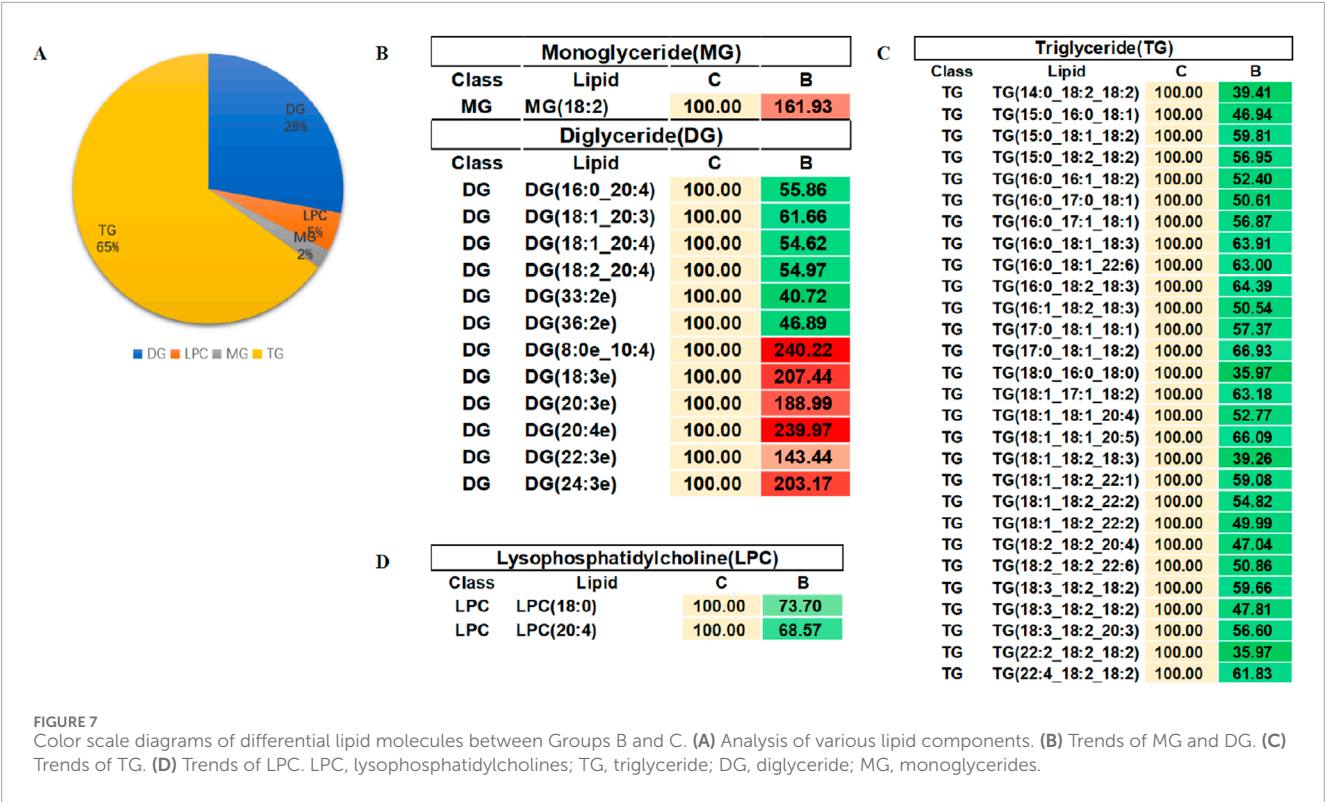 A
DG
28%
LPC
5%
MG
2%
TG
65%
DG LPC MG TG
B
Monoglyceride(MG)
Class Lipid C B
MG MG(18:2) 100.00 161.93
Diglyceride(DG)
Class Lipid C B
DG DG(16:0_20:4) 100.00 55.86
DG DG(18:1_20:3) 100.00 61.66
DG DG(18:1_20:4) 100.00 54.62
DG DG(18:2_20:4) 100.00 54.97
DG DG(33:2e) 100.00 40.72
DG DG(36:2e) 100.00 46.89
DG DG(8:0e_10:4) 100.00 240.22
DG DG(18:3e) 100.00 207.44
DG DG(20:3e) 100.00 188.99
DG DG(20:4e) 100.00 239.97
DG DG(22:3e) 100.00 143.44
DG DG(24:3e) 100.00 203.17
C
Triglyceride(TG)
Class Lipid C B
TG TG(14:0_18:2_18:2) 100.00 39.41
TG TG(15:0_16:0_18:1) 100.00 46.94
TG TG(15:0_18:1_18:2) 100.00 59.81
TG TG(15:0_18:2_18:2) 100.00 56.95
TG TG(16:0_16:1_18:2) 100.00 52.40
TG TG(16:0_17:0_18:1) 100.00 50.61
TG TG(16:0_17:1_18:1) 100.00 56.87
TG TG(16:0_18:1_18:3) 100.00 63.91
TG TG(16:0_18:1_22:6) 100.00 63.00
TG TG(16:0_18:2_18:3) 100.00 64.39
TG TG(16:1_18:2_18:3) 100.00 50.54
TG TG(17:0_18:1_18:1) 100.00 57.37
TG TG(17:0_18:1_18:2) 100.00 66.93
TG TG(18:0_16:0_18:0) 100.00 35.97
TG TG(18:1_17:1_18:2) 100.00 63.18
TG TG(18:1_18:1_20:4) 100.00 52.77
TG TG(18:1_18:1_20:5) 100.00 66.09
TG TG(18:1_18:2_18:3) 100.00 39.26
TG TG(18:1_18:2_22:1) 100.00 59.08
TG TG(18:1_18:2_22:2) 100.00 54.82
TG TG(18:1_18:2_22:2) 100.00 49.99
TG TG(18:2_18:2_20:4) 100.00 47.04
TG TG(18:2_18:2_22:6) 100.00 50.86
TG TG(18:3_18:2_18:2) 100.00 59.66
TG TG(18:3_18:2_18:2) 100.00 47.81
TG TG(18:3_18:2_20:3) 100.00 56.60
TG TG(22:2_18:2_18:2) 100.00 35.97
TG TG(22:4_18:2_18:2) 100.00 61.83
D
Lysophosphatidylcholine(LPC)
Class Lipid C B
LPC LPC(18:0) 100.00 73.70
LPC LPC(20:4) 100.00 68.57
FIGURE 7
Color scale diagrams of differential lipid molecules between Groups B and C. (A) Analysis of various lipid components. (B) Trends of MG and DG. (C)
Trends of TG. (D) Trends of LPC. LPC, lysophosphatidylcholines; TG, triglyceride; DG, diglyceride; MG, monoglycerides.